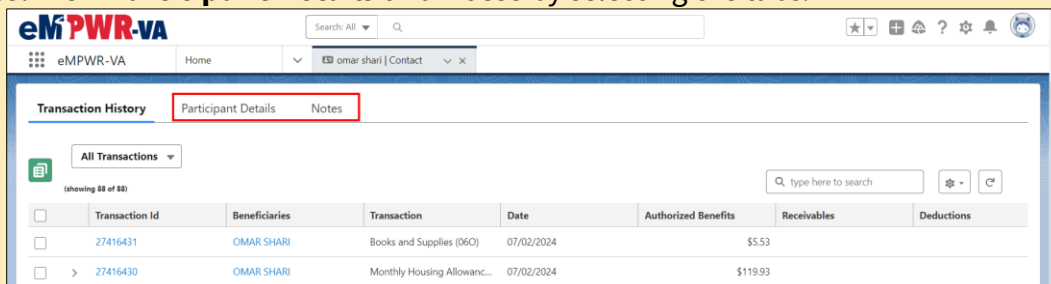 eMPWR-VA
Search: All
eMPWR-VA Home omar shari | Contact
Transaction History Participant Details Notes
All Transactions
(showing 88 of 88)
type here to search
Transaction Id Beneficiaries Transaction Date Authorized Benefits Receivables Deductions
27416431 OMAR SHARI Books and Supplies (06O) 07/02/2024 $5.53
27416430 OMAR SHARI Monthly Housing Allowanc... 07/02/2024 $119.93